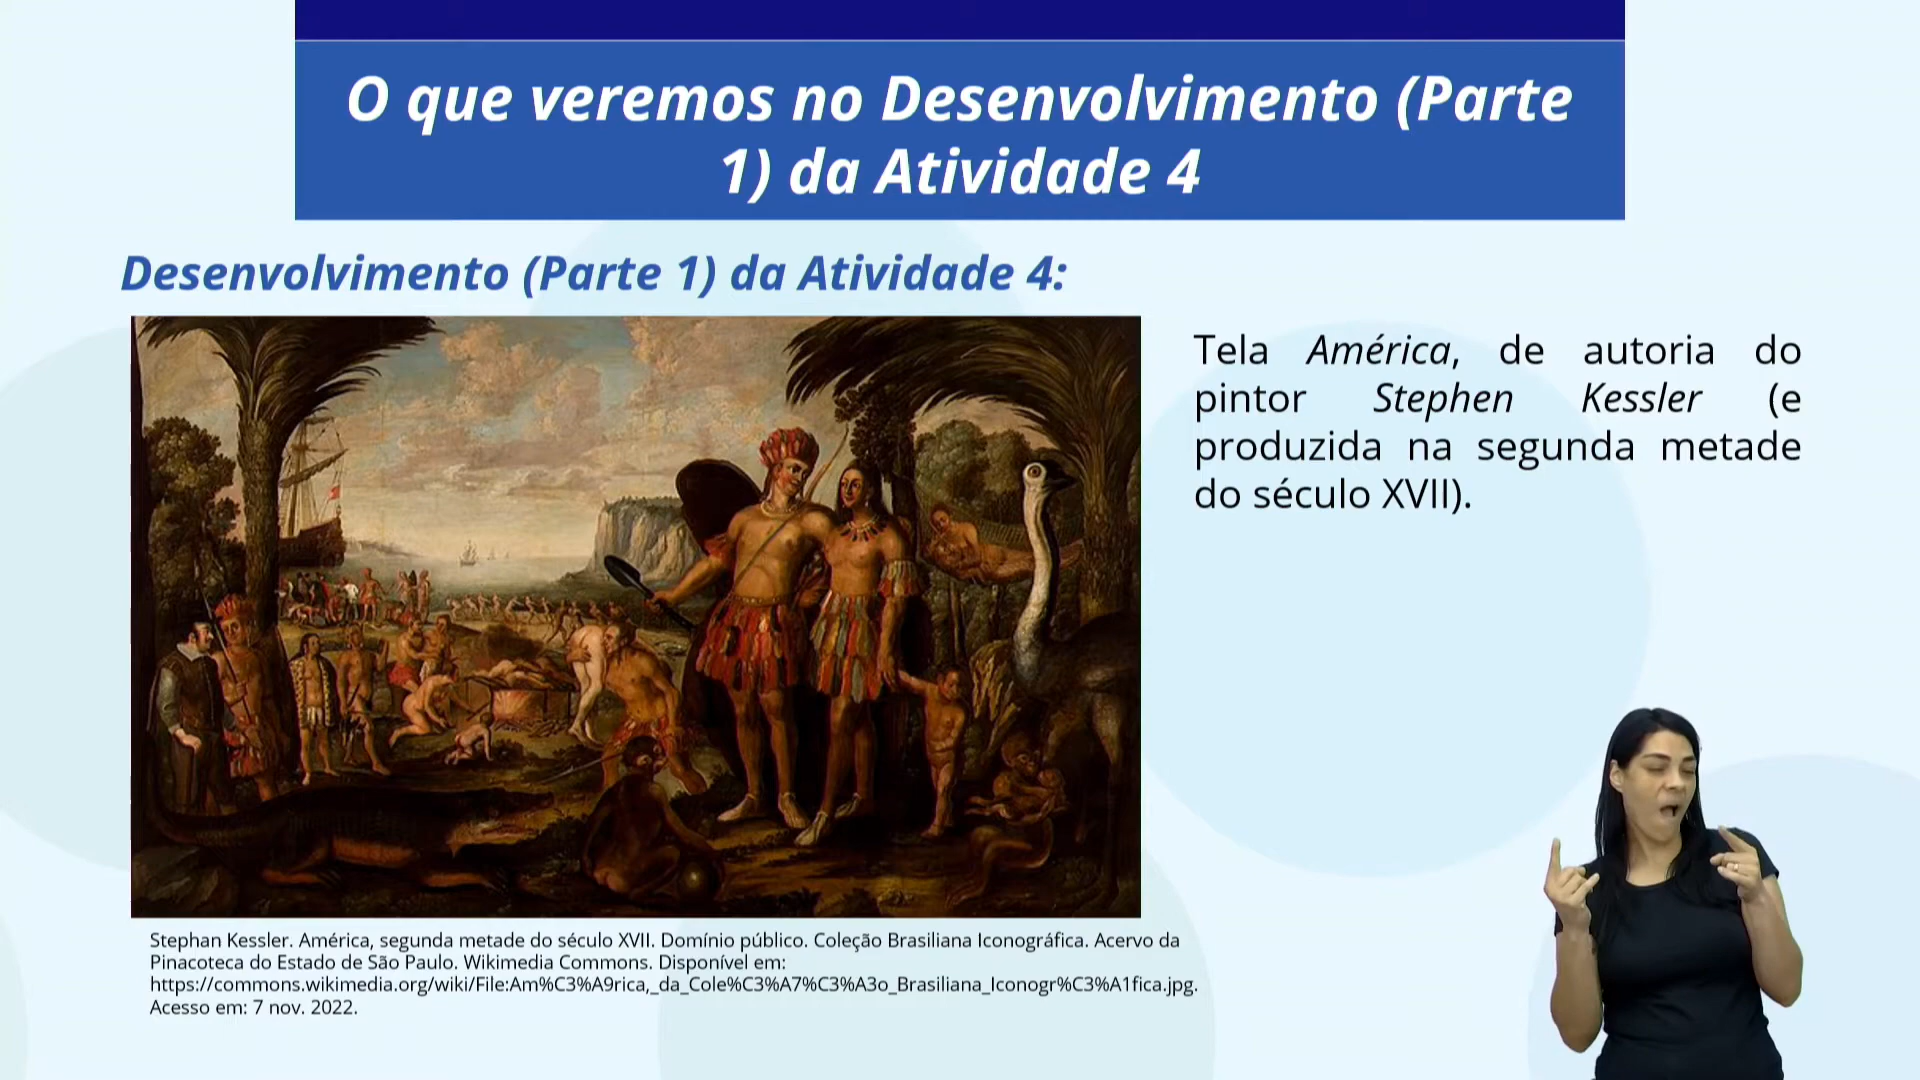 O que veremos no Desenvolvimento (Parte
1) da Atividade 4
Desenvolvimento (Parte 1) da Atividade 4:
Tela América, de autoria do
pintor Stephen Kessler (e
produzida na segunda metade
do século XVII).
Stephan Kessler. América, segunda metade do século XVII. Domínio público. Coleção Brasiliana Iconográfica. Acervo da
Pinacoteca do Estado de São Paulo. Wikimedia Commons. Disponível em:
https://commons.wikimedia.org/wiki/File:Am%C3%A9rica,_da_Cole%C3%A7%C3%A3o_Brasiliana_Iconogr%C3%A1fica.jpg.
Acesso em: 7 nov. 2022.